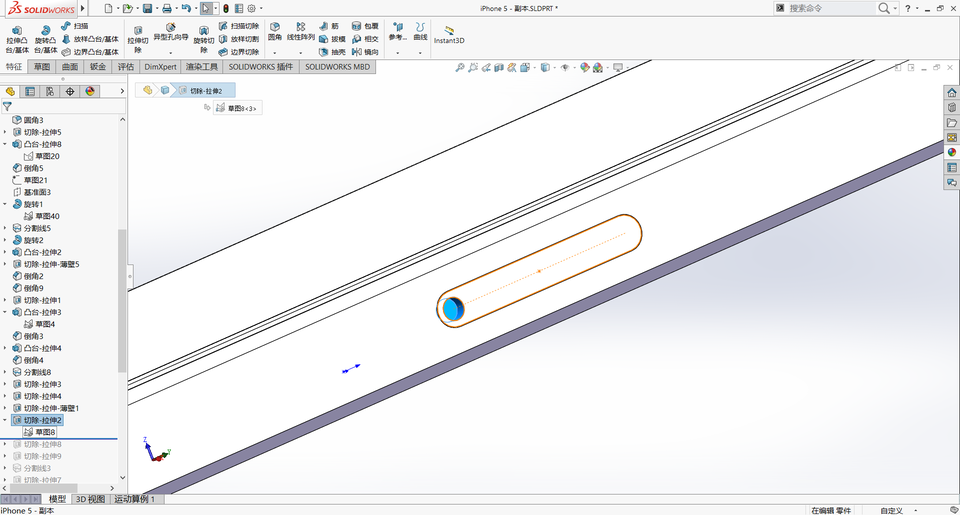 SOLIDWORKS
iPhone 5 - 副本.SLDPRT *
搜索命令
拉伸凸台/基体
旋转凸台/基体
扫描
放样凸台/基体
边界凸台/基体
拉伸切除
异型孔向导
旋转切除
扫描切除
放样切割
边界切除
圆角
线性阵列
筋
拔模
抽壳
包覆
相交
镜向
参考...
曲线
Instant3D
特征
草图
曲面
钣金
评估
DimXpert
渲染工具
SOLIDWORKS 插件
SOLIDWORKS MBD
切除-拉伸2
草图8<3>
圆角3
切除-拉伸5
凸台-拉伸8
草图20
倒角5
草图21
基准面3
旋转1
草图40
分割线5
旋转2
凸台-拉伸2
切除-拉伸-薄壁5
倒角2
倒角9
切除-拉伸1
凸台-拉伸3
草图4
倒角3
凸台-拉伸4
倒角4
分割线8
切除-拉伸3
切除-拉伸4
切除-拉伸-薄壁1
切除-拉伸2
草图8
切除-拉伸8
切除-拉伸9
分割线3
切除-拉伸7
Z
Y
模型
3D 视图
运动算例 1
iPhone 5 - 副本
在编辑 零件
自定义